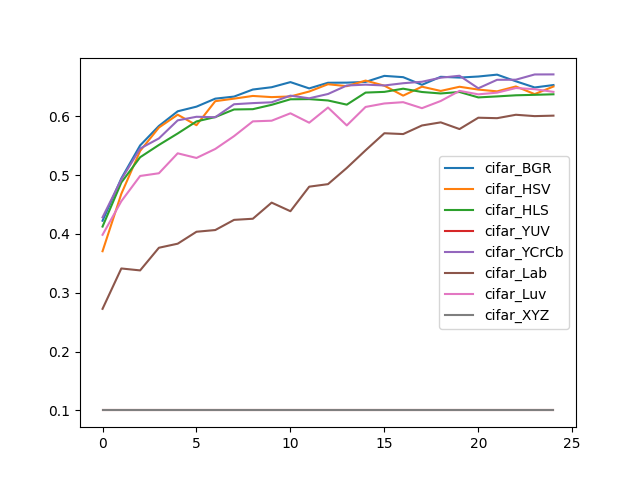 0.6
0.5
0.4
0.3
0.2
0.1
0 5 10 15 20 25
cifar_BGR
cifar_HSV
cifar_HLS
cifar_YUV
cifar_YCrCb
cifar_Lab
cifar_Luv
cifar_XYZ